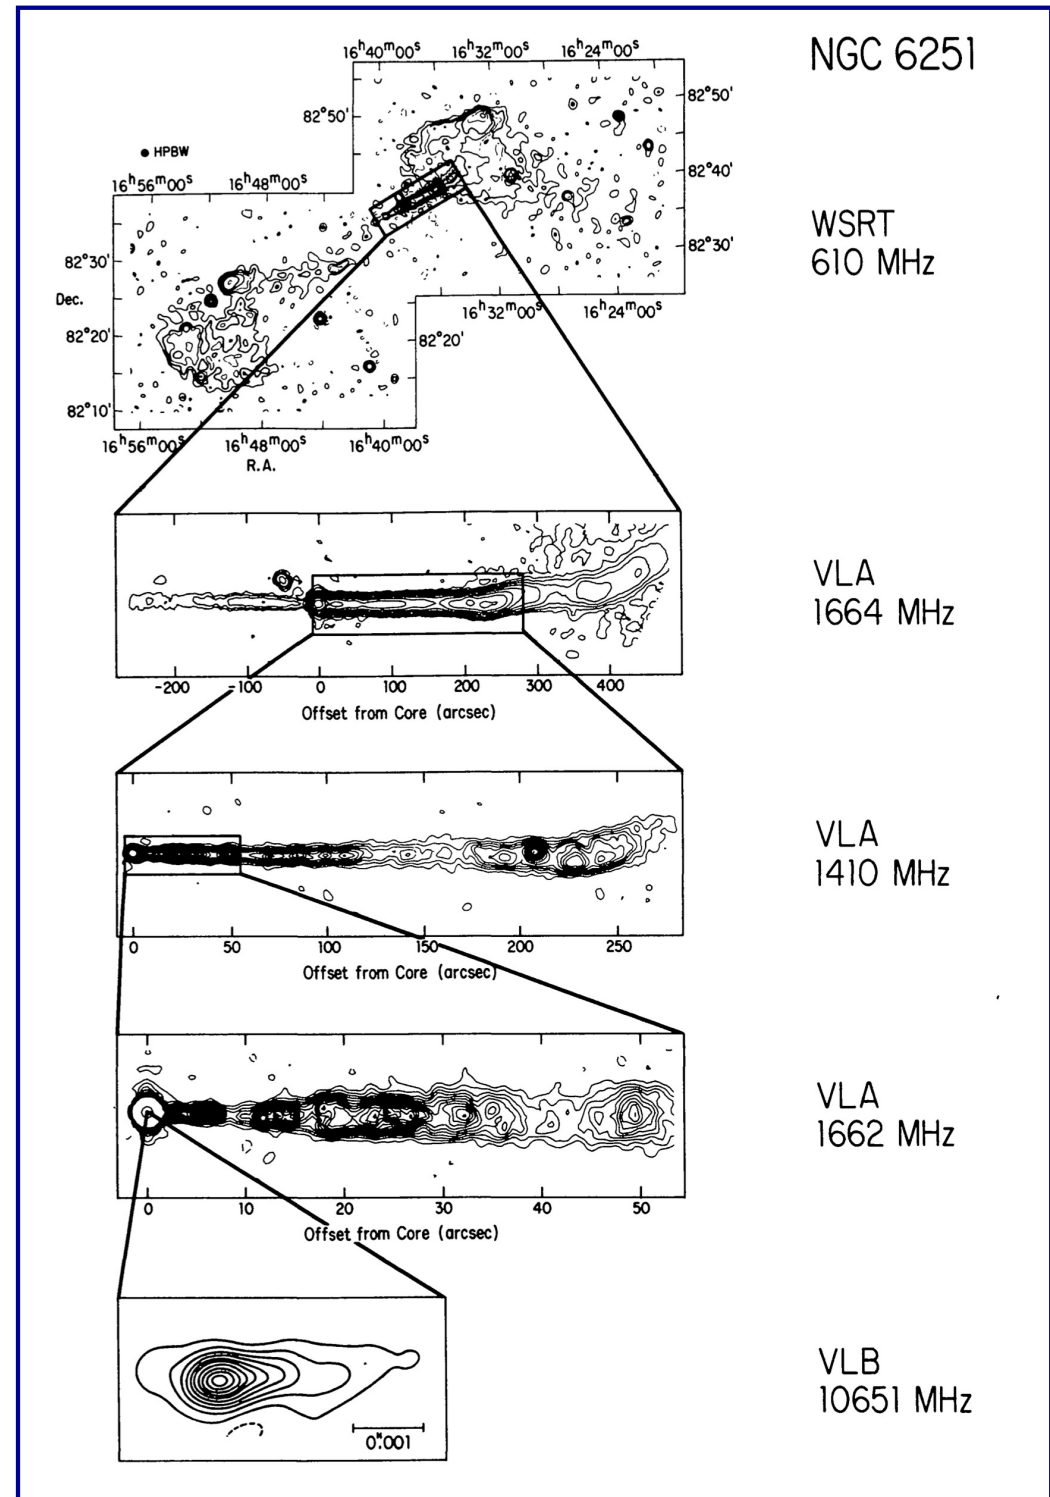 NGC 6251
16ʰ40ᵐ00ˢ 16ʰ32ᵐ00ˢ 16ʰ24ᵐ00ˢ
82°50'
82°50'
HPBW
82°40'
16ʰ56ᵐ00ˢ 16ʰ48ᵐ00ˢ
WSRT
610 MHz
82°30'
82°30'
Dec.
16ʰ32ᵐ00ˢ 16ʰ24ᵐ00ˢ
82°20'
82°20'
82°10'
16ʰ56ᵐ00ˢ 16ʰ48ᵐ00ˢ 16ʰ40ᵐ00ˢ
R.A.
VLA
1664 MHz
-200 -100 0 100 200 300 400
Offset from Core (arcsec)
VLA
1410 MHz
0 50 100 150 200 250
Offset from Core (arcsec)
VLA
1662 MHz
0 10 20 30 40 50
Offset from Core (arcsec)
VLB
10651 MHz
0".001